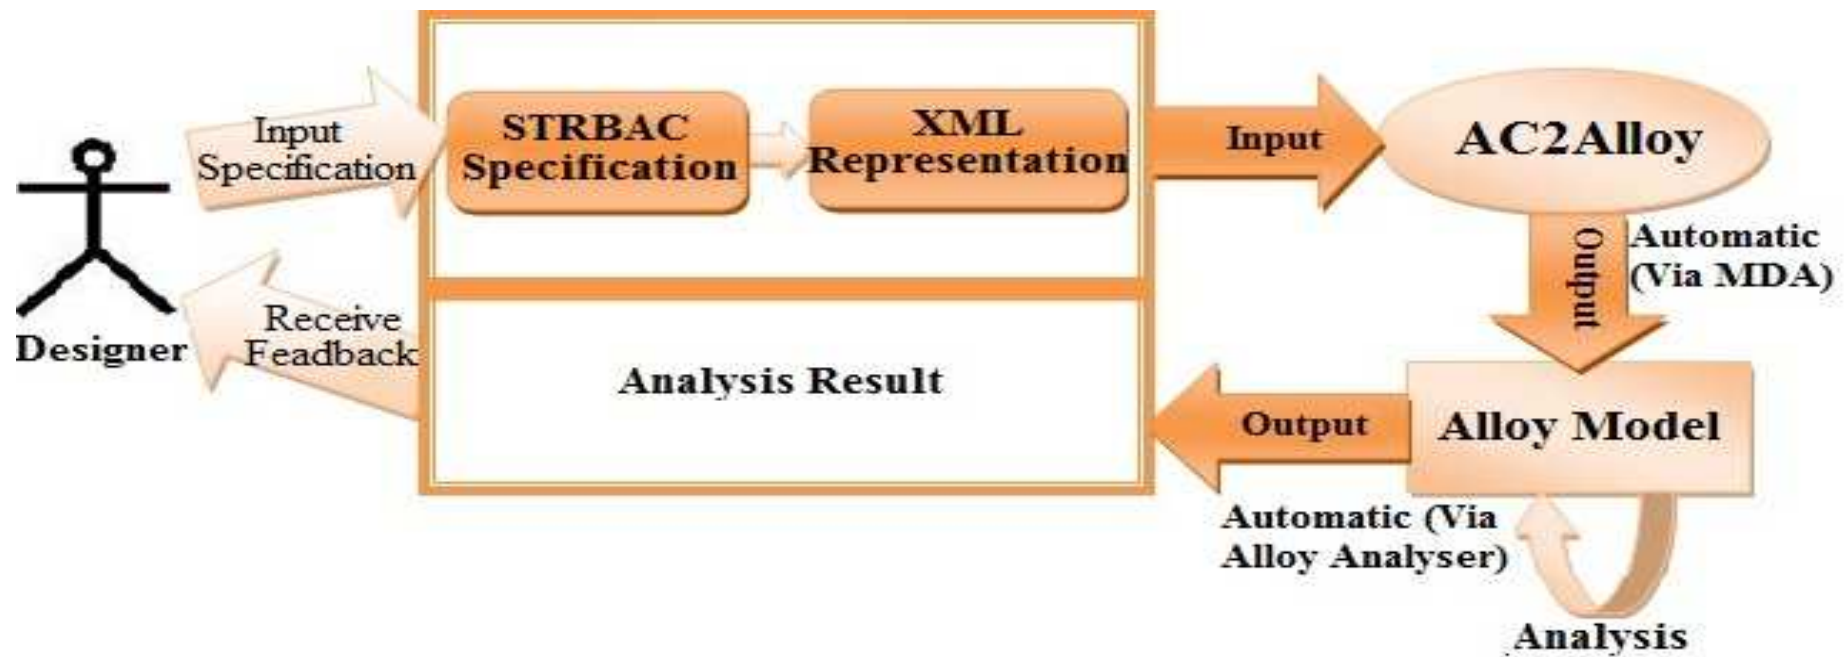 Input
Specification
STRBAC
Specification
XML
Representation
Input
AC2Alloy
Output
Automatic
(Via MDA)
Designer
Receive
Feadback
Analysis Result
Output
Alloy Model
Automatic (Via
Alloy Analyser)
Analysis